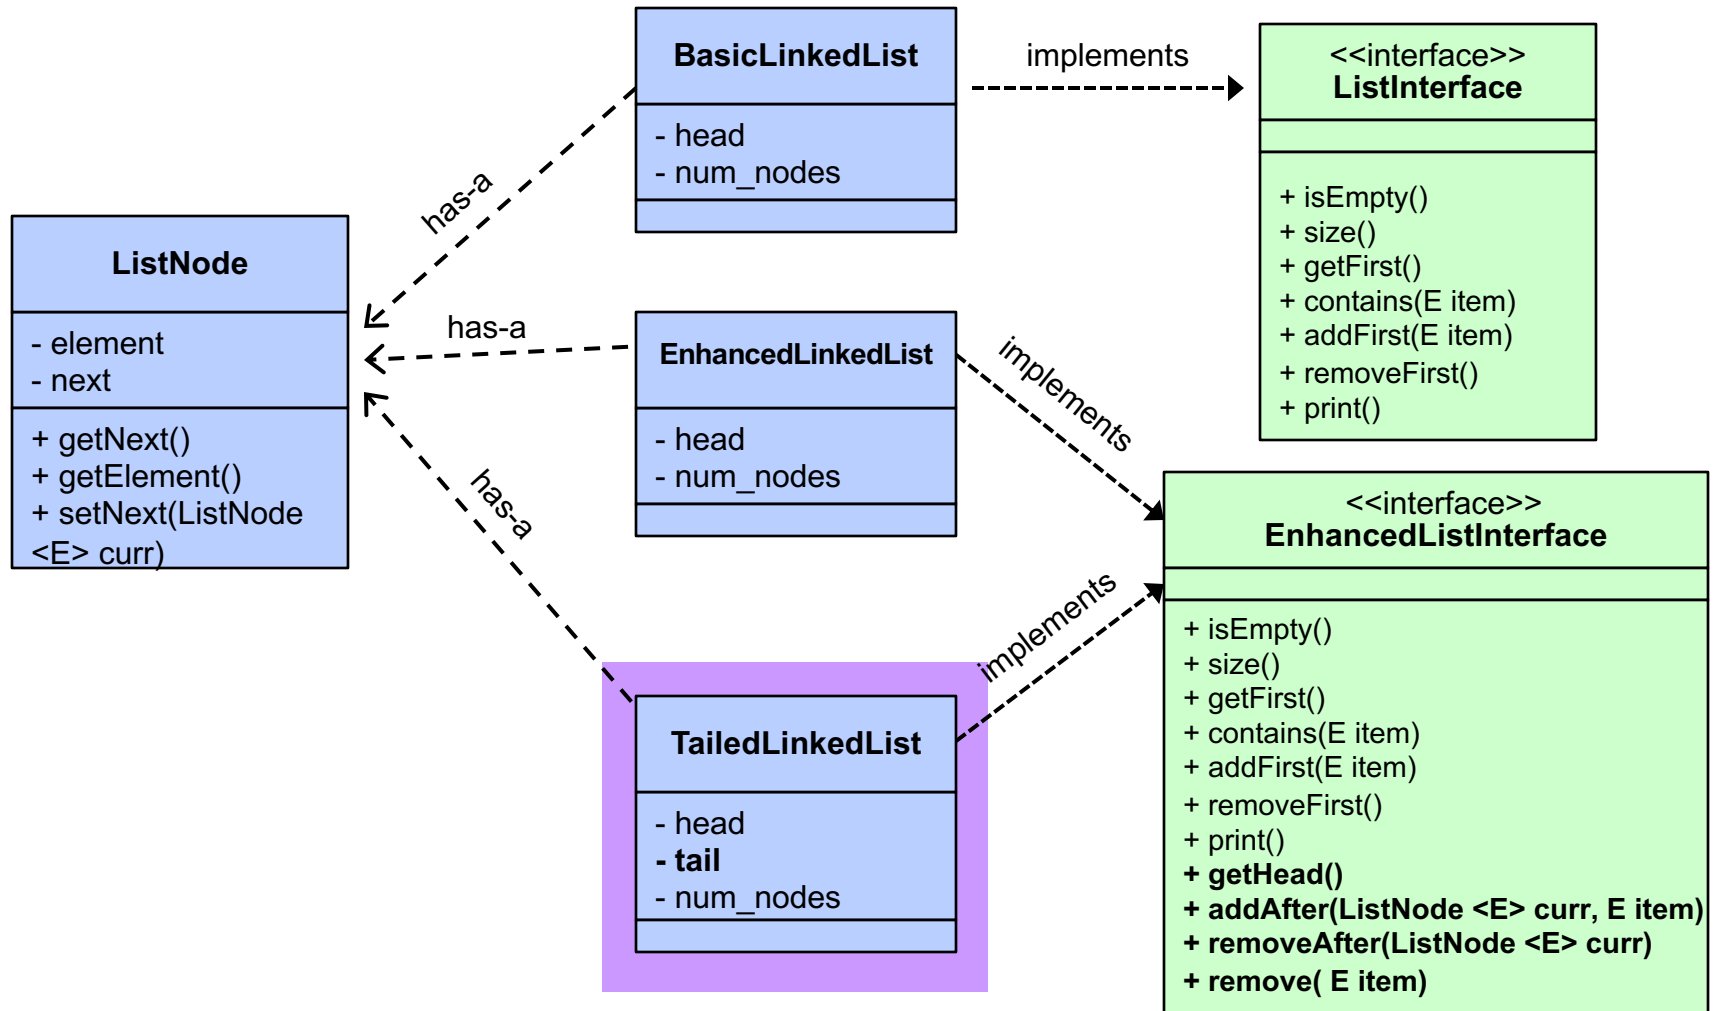 BasicLinkedList
- head
- num_nodes
implements
<<interface>>
ListInterface
+ isEmpty()
+ size()
+ getFirst()
+ contains(E item)
+ addFirst(E item)
+ removeFirst()
+ print()
has-a
ListNode
- element
- next
+ getNext()
+ getElement()
+ setNext(ListNode
<E> curr)
has-a
EnhancedLinkedList
- head
- num_nodes
implements
has-a
<<interface>>
EnhancedListInterface
+ isEmpty()
+ size()
+ getFirst()
+ contains(E item)
+ addFirst(E item)
+ removeFirst()
+ print()
+ getHead()
+ addAfter(ListNode <E> curr, E item)
+ removeAfter(ListNode <E> curr)
+ remove( E item)
implements
TailedLinkedList
- head
- tail
- num_nodes